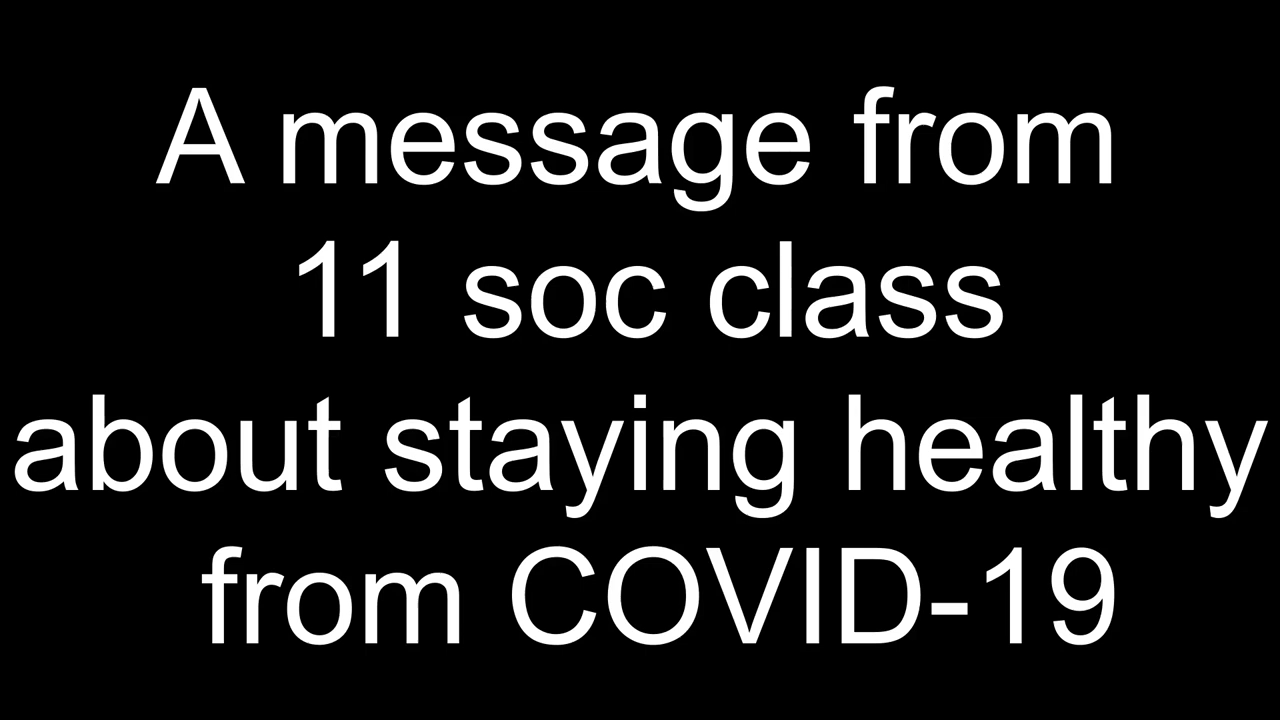 A message from
11 soc class
about staying healthy
from COVID-19